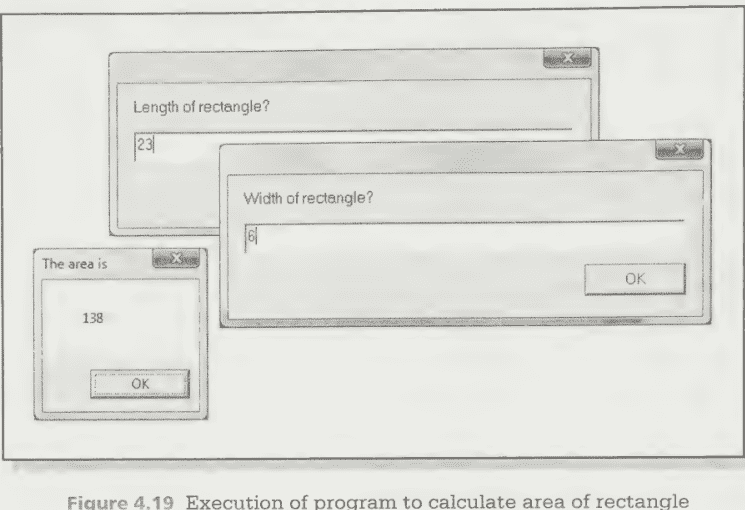 Length of rectangle?
23
Width of rectangle?
6
OK
The area is
138
OK
Figure 4.19 Execution of program to calculate area of rectangle